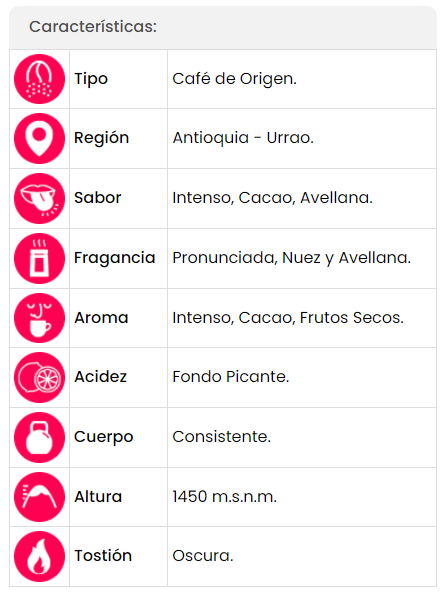 Características:
Tipo Café de Origen.
Región Antioquia - Urrao.
Sabor Intenso, Cacao, Avellana.
Fragancia Pronunciada, Nuez y Avellana.
Aroma Intenso, Cacao, Frutos Secos.
Acidez Fondo Picante.
Cuerpo Consistente.
Altura 1450 m.s.n.m.
Tostión Oscura.